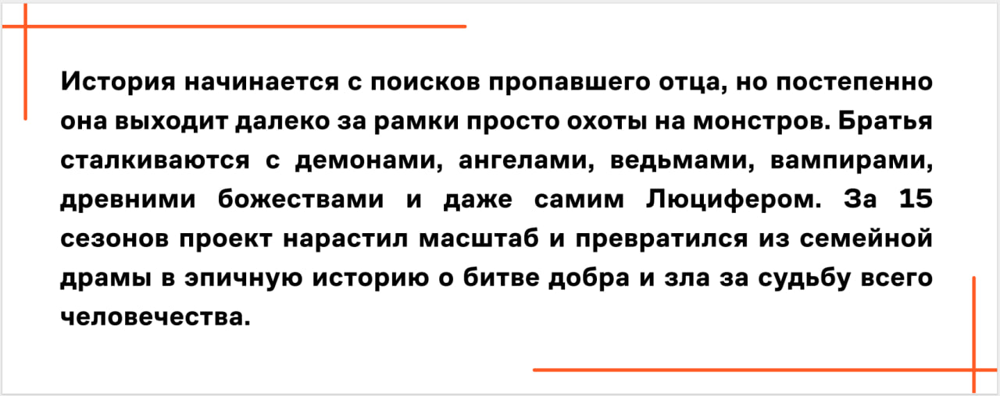 История начинается с поисков пропавшего отца, но постепенно
она выходит далеко за рамки просто охоты на монстров. Братья
сталкиваются с демонами, ангелами, ведьмами, вампирами,
древними божествами и даже самим Люцифером. За 15
сезонов проект нарастил масштаб и превратился из семейной
драмы в эпичную историю о битве добра и зла за судьбу всего
человечества.